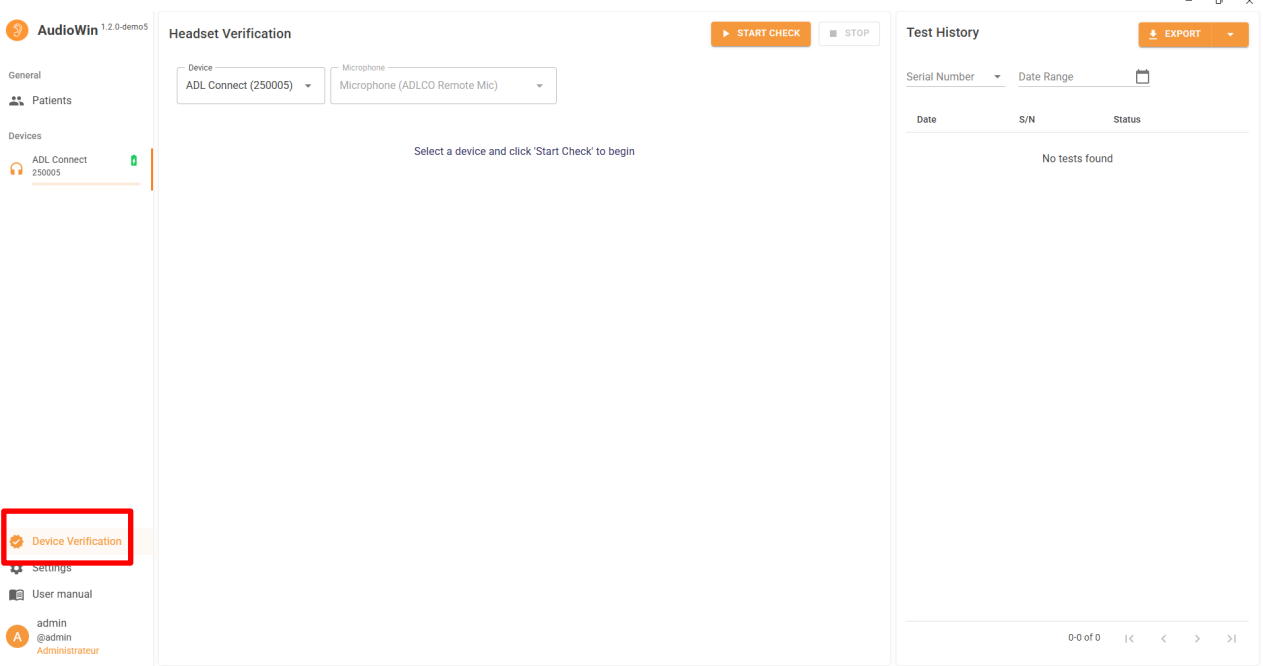 AudioWin 1.2.0-demo5
General
Patients
Devices
ADL Connect
250005
Device Verification
Settings
User manual
A
admin
@admin
Administrateur
Headset Verification
START CHECK
STOP
Device
ADL Connect (250005)
Microphone
Microphone (ADLCO Remote Mic)
Select a device and click 'Start Check' to begin
Test History
EXPORT
Serial Number
Date Range
Date S/N Status
No tests found
0-0 of 0